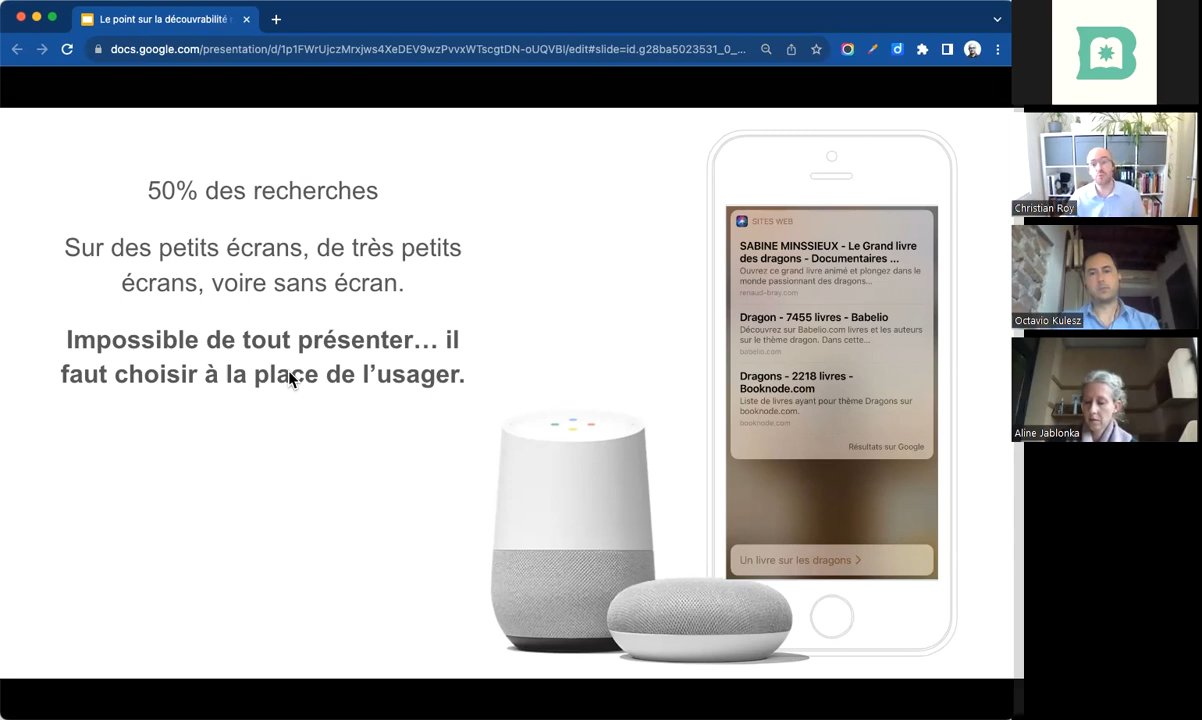 Le point sur la découvrabilité
docs.google.com/presentation/d/1p1FWrUjczMrxjws4XeDEV9wzPvvxWTscgtDN-oUQVBI/edit#slide=id.g28ba5023531_0_...
50% des recherches
Sur des petits écrans, de très petits
écrans, voire sans écran.
Impossible de tout présenter… il
faut choisir à la place de l’usager.
SITES WEB
SABINE MINSSIEUX - Le Grand livre
des dragons - Documentaires ...
Ouvrez ce grand livre animé et plongez dans le
monde passionnant des dragons...
renaud-bray.com
Dragon - 7455 livres - Babelio
Découvrez sur Babelio.com livres et les auteurs
sur le thème dragon. Dans cette...
babelio.com
Dragons - 2218 livres -
Booknode.com
Liste de livres ayant pour thème Dragons sur
booknode.com.
booknode.com
Résultats sur Google
Un livre sur les dragons >
Christian Roy
Octavio Kulesz
Aline Jablonka